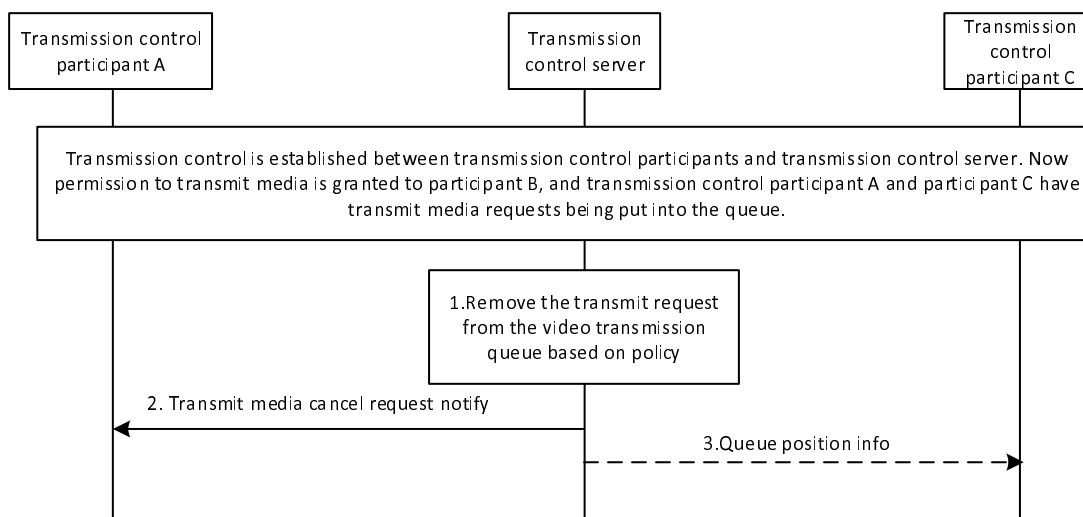 Transmission control
participant A
Transmission
control server
Transmission
control
participant C
Transmission control is established between transmission control participants and transmission control server. Now
permission to transmit media is granted to participant B, and transmission control participant A and participant C have
transmit media requests being put into the queue.
1.Remove the transmit request
from the video transmission
queue based on policy
2. Transmit media cancel request notify
3.Queue position info